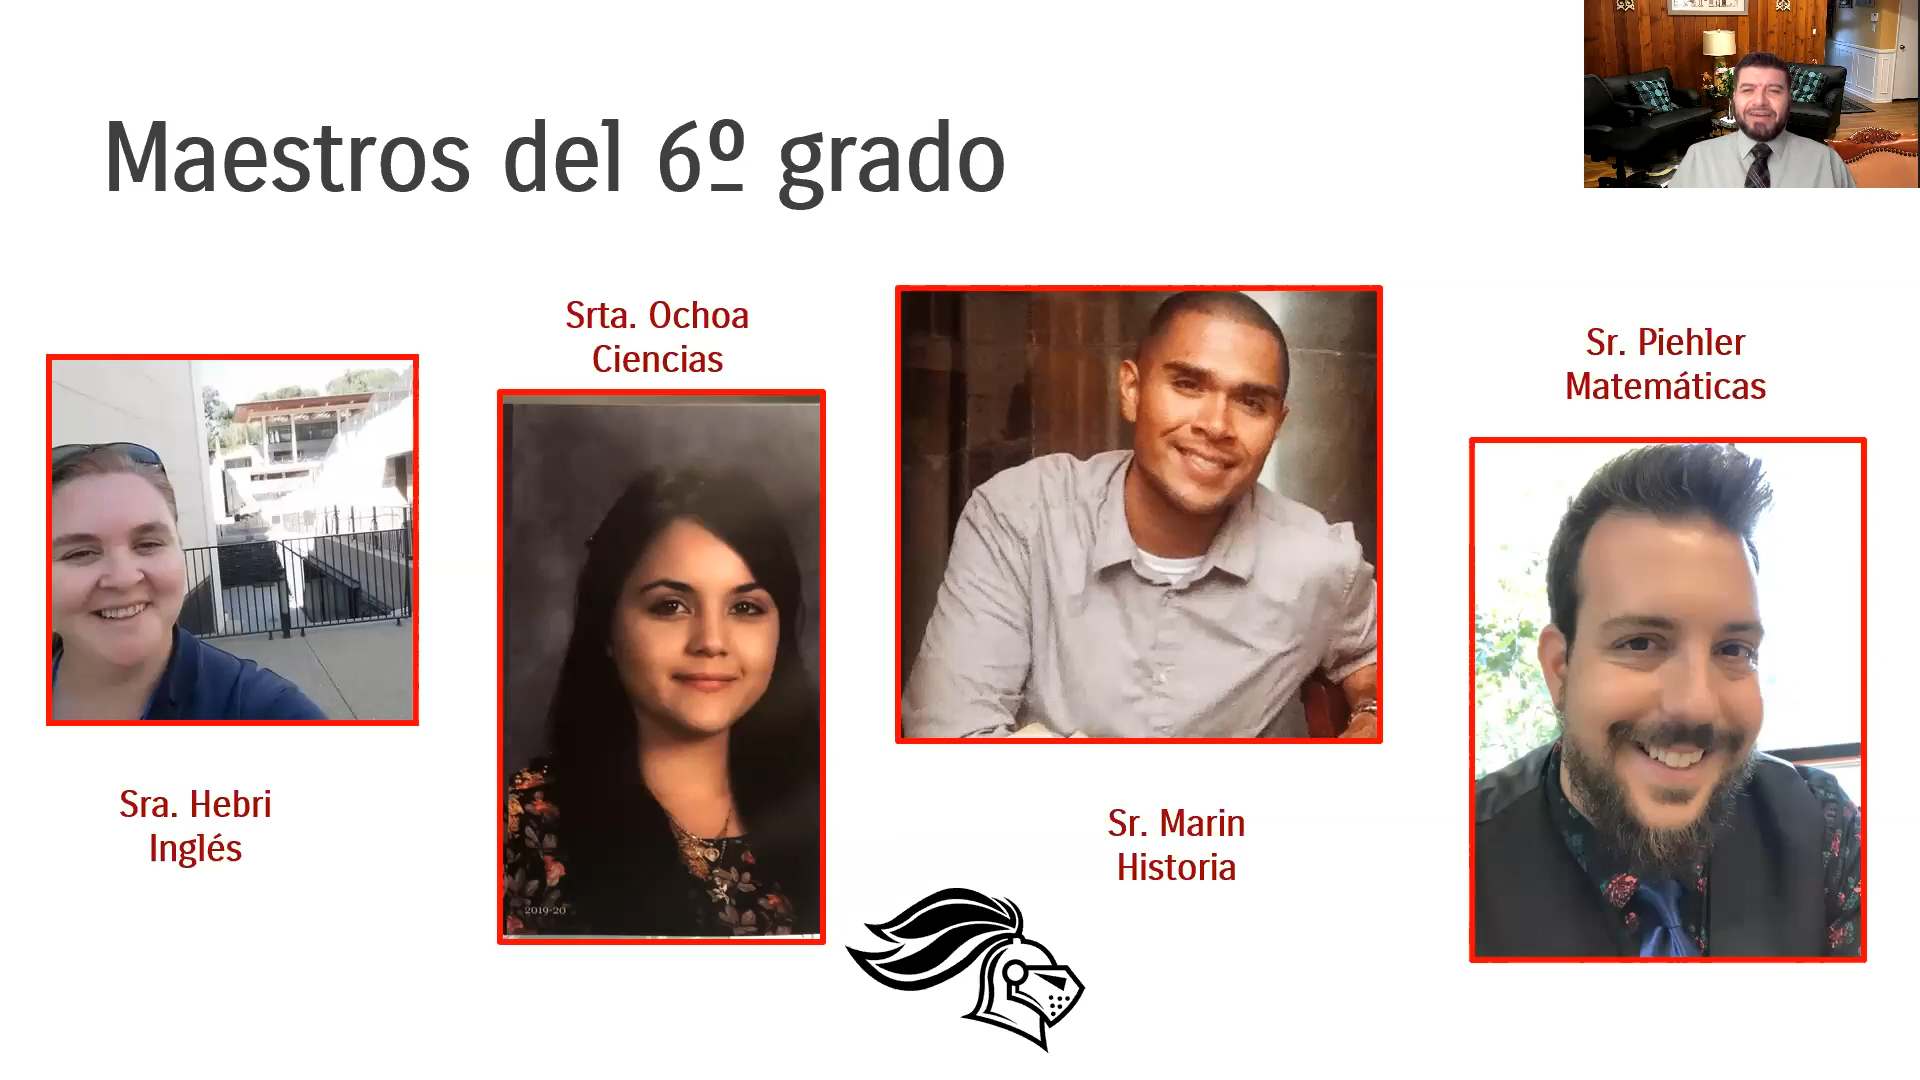 Maestros del 6º grado
Sra. Hebri
Inglés
Srta. Ochoa
Ciencias
2019-20
Sr. Marin
Historia
Sr. Piehler
Matemáticas